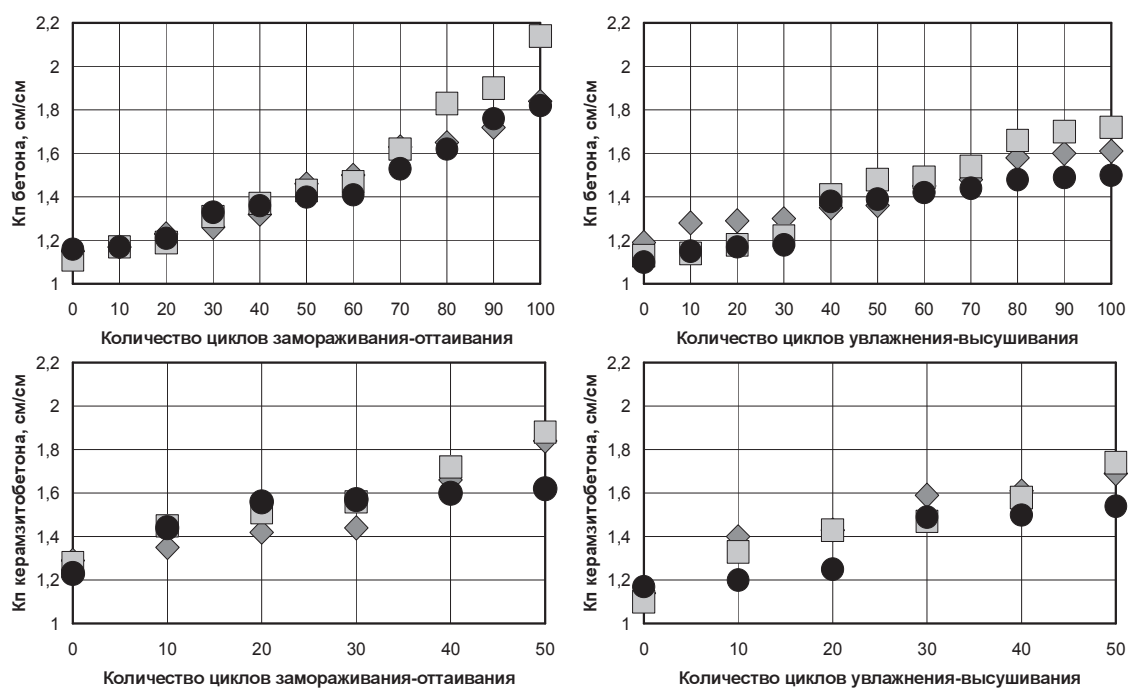 Кп бетона, см/см
2,2
2
1,8
1,6
1,4
1,2
1
0 10 20 30 40 50 60 70 80 90 100
Количество циклов замораживания-оттаивания
Кп бетона, см/см
2,2
2
1,8
1,6
1,4
1,2
1
0 10 20 30 40 50 60 70 80 90 100
Количество циклов увлажнения-высушивания
Кп керамзитобетона, см/см
2,2
2
1,8
1,6
1,4
1,2
1
0 10 20 30 40 50
Количество циклов замораживания-оттаивания
Кп керамзитобетона, см/см
2,2
2
1,8
1,6
1,4
1,2
1
0 10 20 30 40 50
Количество циклов увлажнения-высушивания